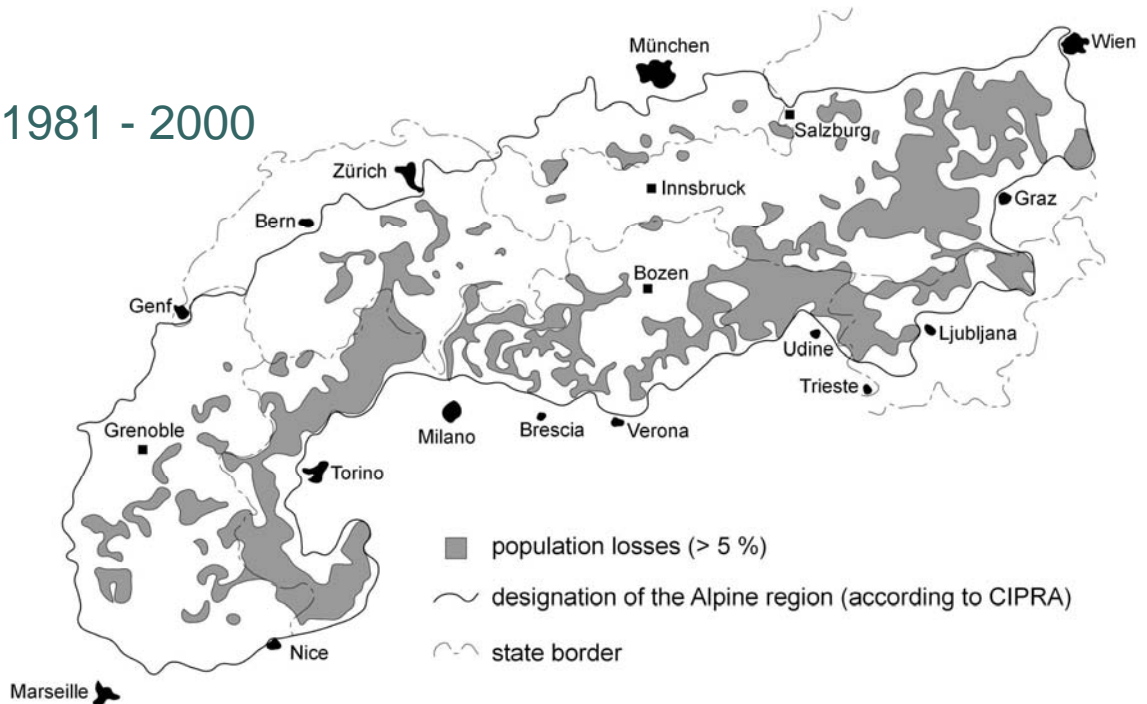 1981 - 2000
München
Wien
Salzburg
Zürich
Innsbruck
Graz
Bern
Bozen
Genf
Ljubljana
Udine
Trieste
Grenoble
Milano
Brescia
Verona
Torino
population losses (> 5 %)
designation of the Alpine region (according to CIPRA)
state border
Nice
Marseille